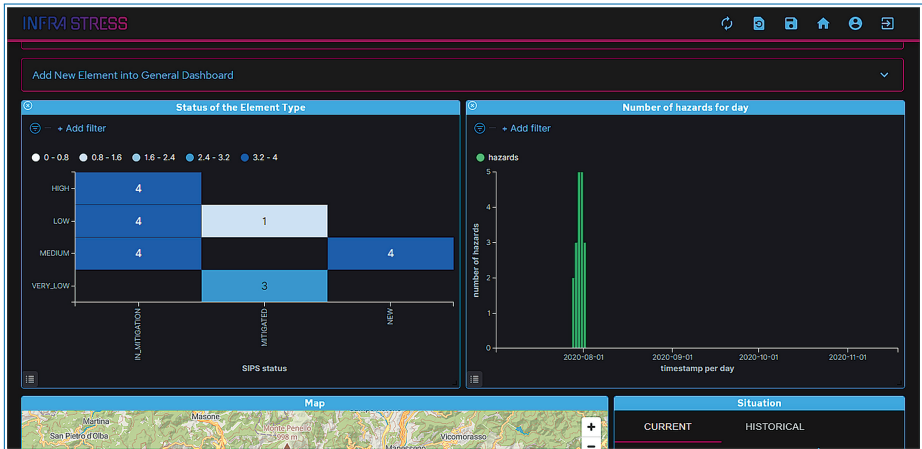 INFRA STRESS
Add New Element into General Dashboard
Status of the Element Type
+ Add filter
0 - 0.8 0.8 - 1.6 1.6 - 2.4 2.4 - 3.2 3.2 - 4
HIGH 4
LOW 4 1
MEDIUM 4 4
VERY_LOW 3
IN_MITIGATION MITIGATED NEW
SIPS status
Number of hazards for day
+ Add filter
hazards
number of hazards
5
4
3
2
1
0
2020-08-01 2020-09-01 2020-10-01 2020-11-01
timestamp per day
Map
Martina
Masone
San Pietro d'Olba
Monte Penello
998 m
Vicomorasso
+
−
Situation
CURRENT HISTORICAL